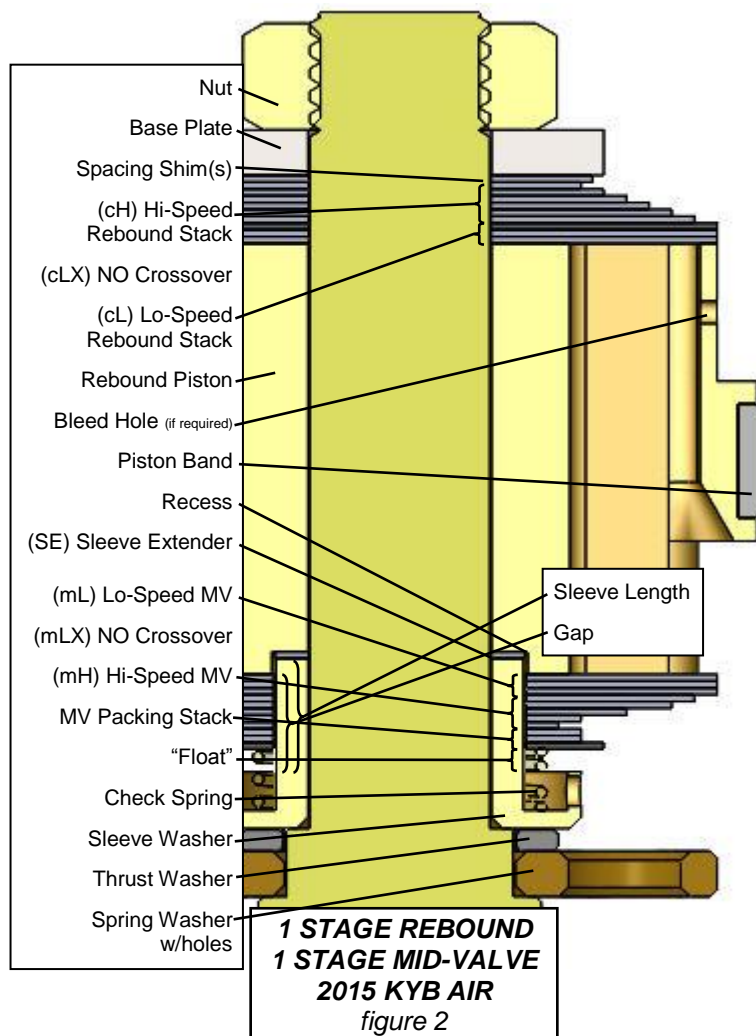 Nut
Base Plate
Spacing Shim(s)
(cH) Hi-Speed
Rebound Stack
(cLX) NO Crossover
(cL) Lo-Speed
Rebound Stack
Rebound Piston
Bleed Hole (if required)
Piston Band
Recess
(SE) Sleeve Extender
(mL) Lo-Speed MV
(mLX) NO Crossover
(mH) Hi-Speed MV
MV Packing Stack
“Float”
Check Spring
Sleeve Washer
Thrust Washer
Spring Washer
w/holes
Sleeve Length
Gap
1 STAGE REBOUND
1 STAGE MID-VALVE
2015 KYB AIR
figure 2